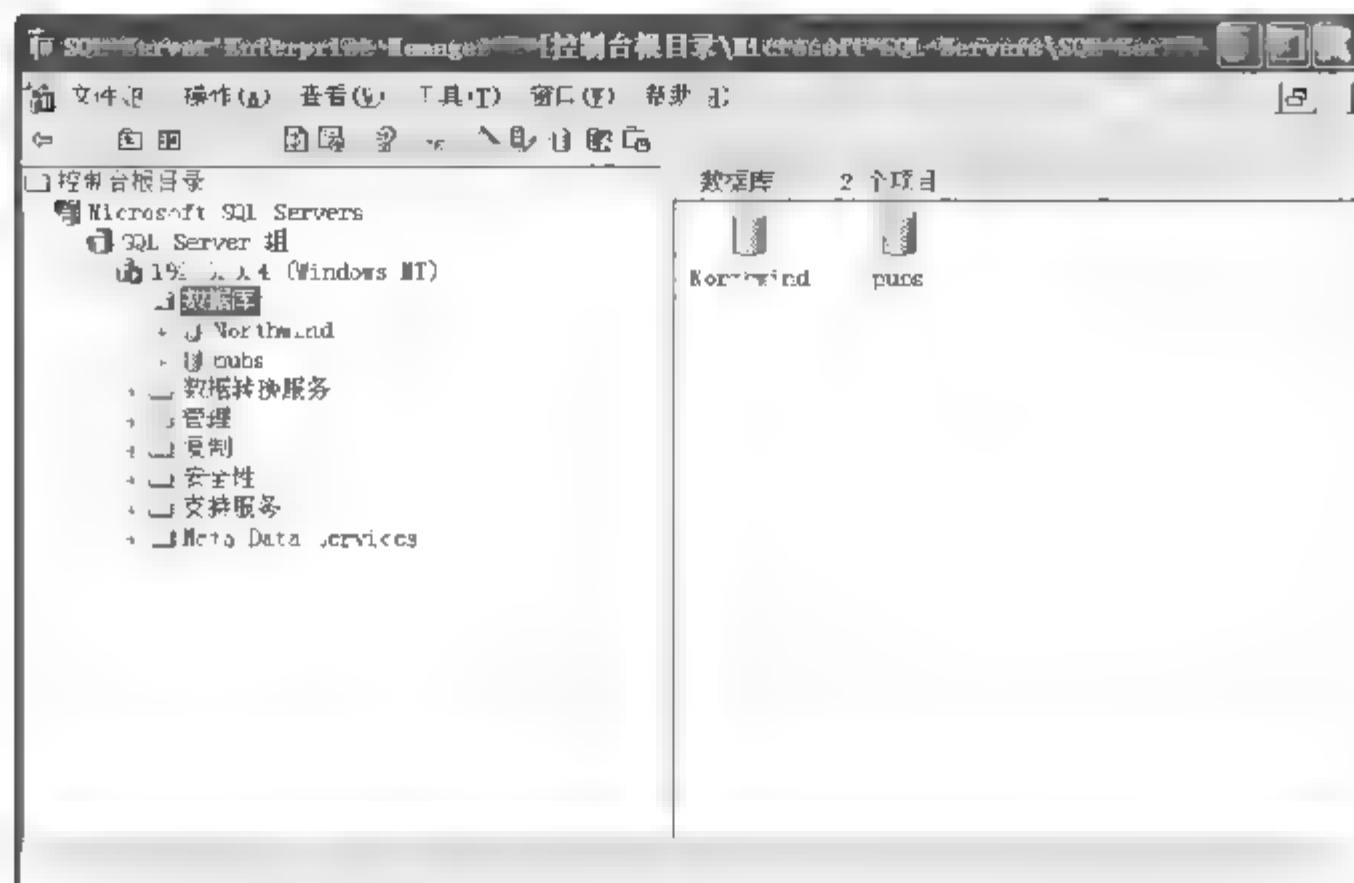 SQL Server Enterprise Manager [控制台根目录\Microsoft SQL Servers\SQL
文件 操作(A) 查看(V) 工具(T) 窗口(W) 帮助(H)
控制台根目录
Microsoft SQL Servers
SQL Server 组
(Windows NT)
数据库
Northwind
pubs
数据转换服务
管理
复制
安全性
支持服务
Meta Data Services
数据库 2 个项目
Northwind pubs